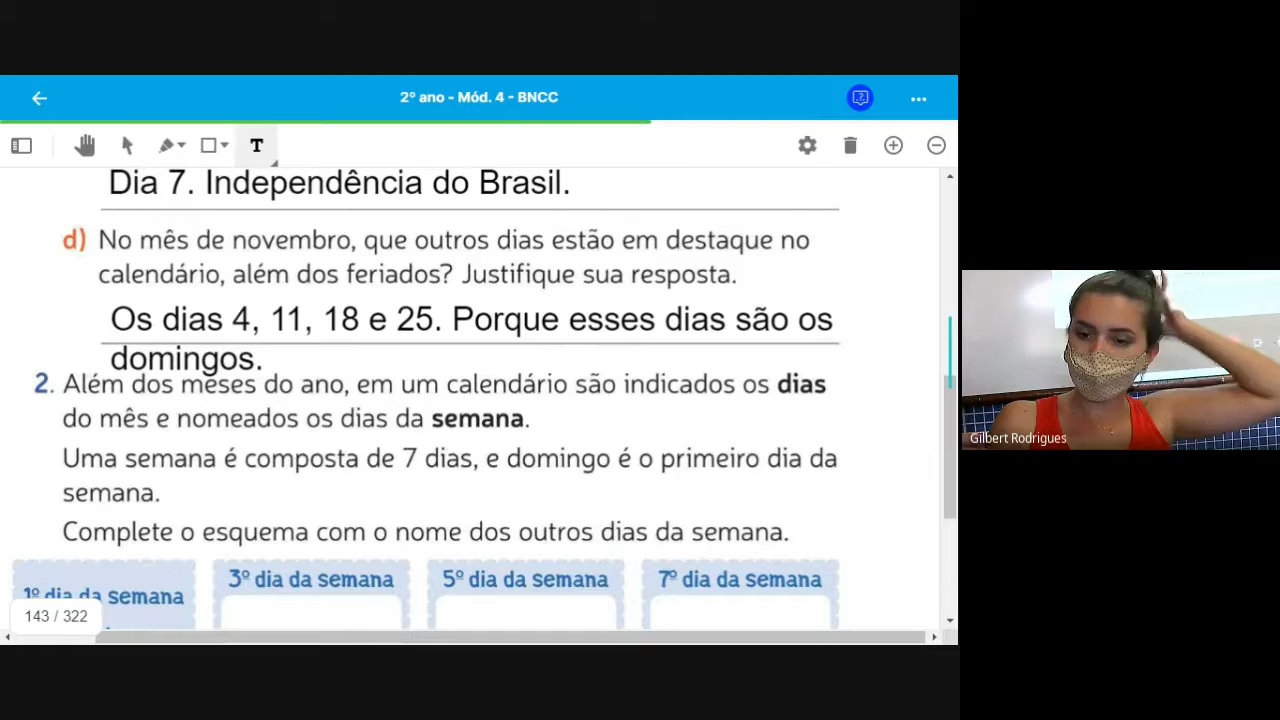 2º ano - Mód. 4 - BNCC
T
Dia 7. Independência do Brasil.
d) No mês de novembro, que outros dias estão em destaque no
calendário, além dos feriados? Justifique sua resposta.
Os dias 4, 11, 18 e 25. Porque esses dias são os
domingos.
2. Além dos meses do ano, em um calendário são indicados os dias
do mês e nomeados os dias da semana.
Uma semana é composta de 7 dias, e domingo é o primeiro dia da
semana.
Complete o esquema com o nome dos outros dias da semana.
1º dia da semana
3º dia da semana
5º dia da semana
7º dia da semana
143 / 322
Gilbert Rodrigues